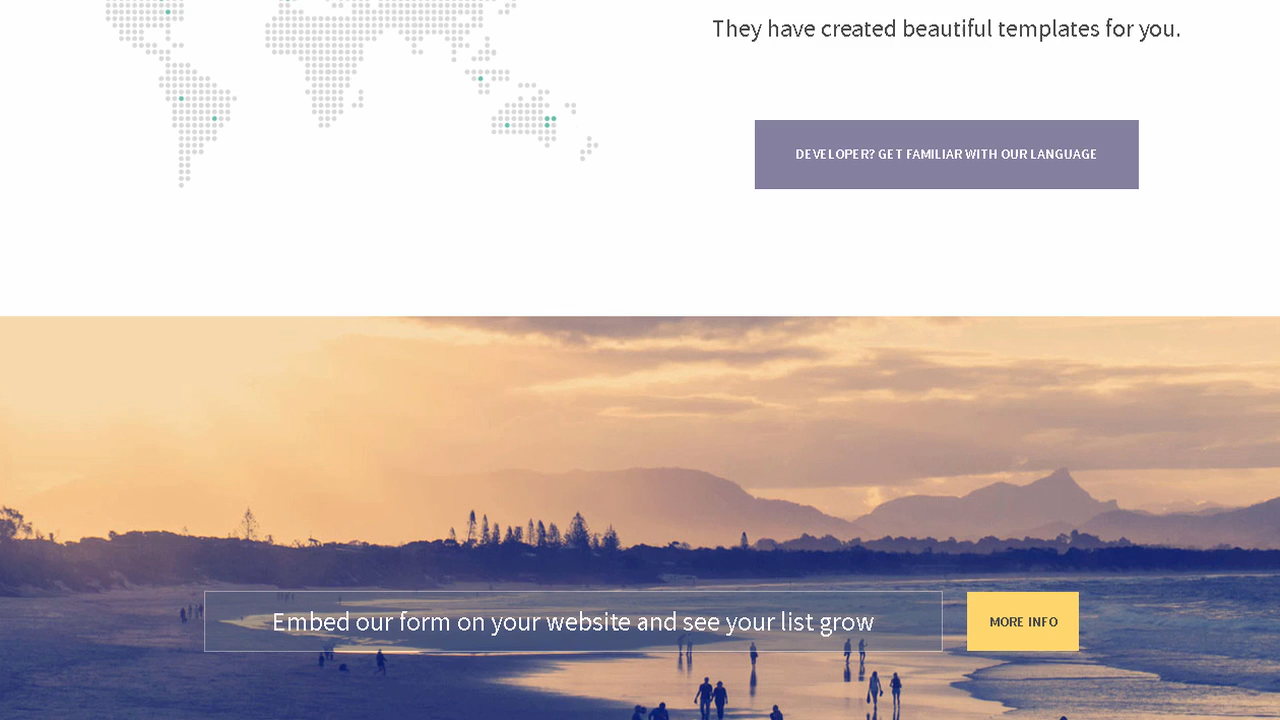 They have created beautiful templates for you.
DEVELOPER? GET FAMILIAR WITH OUR LANGUAGE
Embed our form on your website and see your list grow
MORE INFO